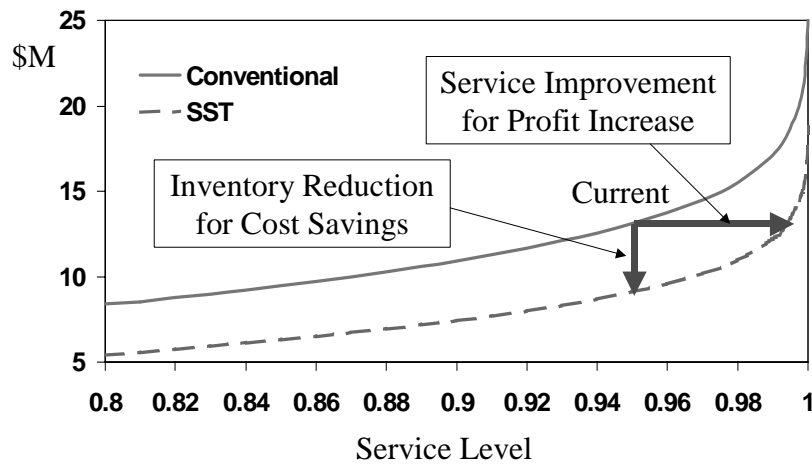 25
$M
20
15
10
5
Conventional
SST
Service Improvement
for Profit Increase
Inventory Reduction
for Cost Savings
Current
0.8 0.82 0.84 0.86 0.88 0.9 0.92 0.94 0.96 0.98 1
Service Level